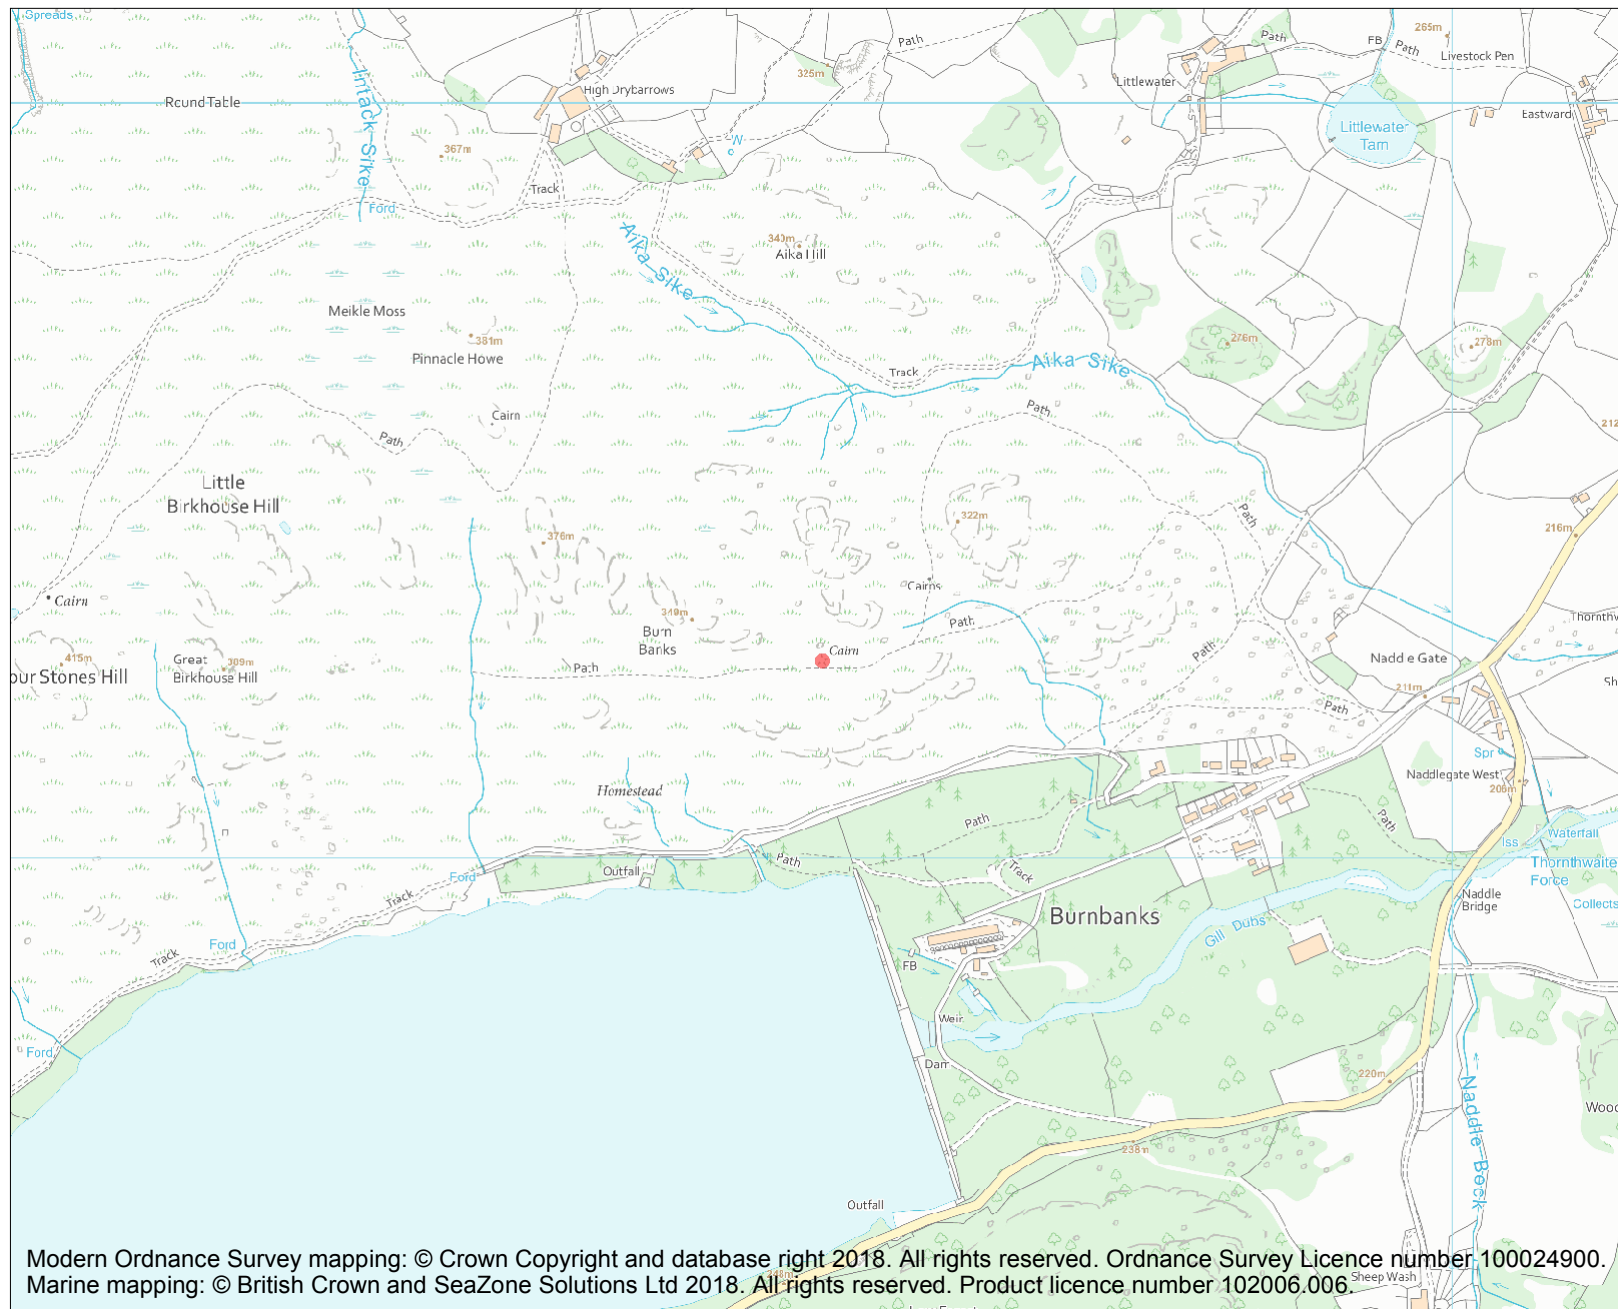 Spreads
Path
265m
FB
Path
Path
Livestock Pen
325m
Littlewater
High Drybarrows
Round Table
Intack Sike
Eastward
Littlewater
Tarn
W
367m
Track
Ford
Aika Sike
340m
Aika Hill
Meikle Moss
381m
Pinnacle Howe
276m
278m
Aika Sike
Track
Path
Cairn
212
Path
Little
Birkhouse Hill
322m
Path
216m
376m
Cairns
Cairn
349m
Path
Burn
Banks
Cairn
Path
Naddle Gate
415m
Great
Birkhouse Hill
389m
Path
our Stones Hill
211m
Path
Spr
Naddlegate West
206m
Homestead
Path
Path
Iss
Waterfall
Thornthwaite
Force
Path
Outfall
Ford
Track
Track
Naddle
Bridge
Collects
Burnbanks
Gill Dubs
Ford
Track
FB
Weir
Ford
Dam
220m
Naddle Beck
238m
Outfall
Modern Ordnance Survey mapping: © Crown Copyright and database right 2018. All rights reserved. Ordnance Survey Licence number 100024900.
Marine mapping: © British Crown and SeaZone Solutions Ltd 2018. All rights reserved. Product licence number 102006.006.
Sheep Wash